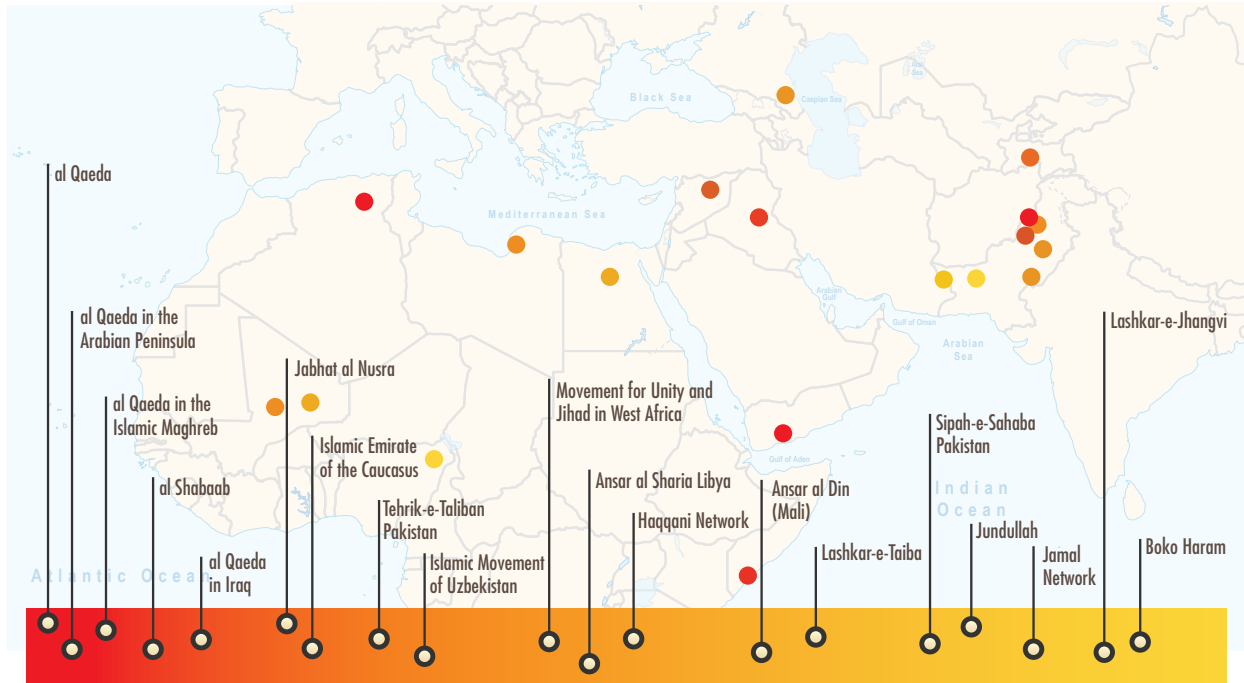 Black Sea
Caspian Sea
Aral
Sea
Mediterranean Sea
Arabian
Gulf
Gulf of Oman
Arabian
Sea
Gulf of Aden
Indian
Ocean
Atlantic Ocean
al Qaeda
al Qaeda in the
Arabian Peninsula
al Qaeda in the
Islamic Maghreb
al Shabaab
al Qaeda
in Iraq
Jabhat al Nusra
Islamic Emirate
of the Caucasus
Tehrik-e-Taliban
Pakistan
Islamic Movement
of Uzbekistan
Movement for Unity and
Jihad in West Africa
Ansar al Sharia Libya
Haqqani Network
Ansar al Din
(Mali)
Lashkar-e-Taiba
Sipah-e-Sahaba
Pakistan
Jundullah
Jamal
Network
Lashkar-e-Jhangvi
Boko Haram